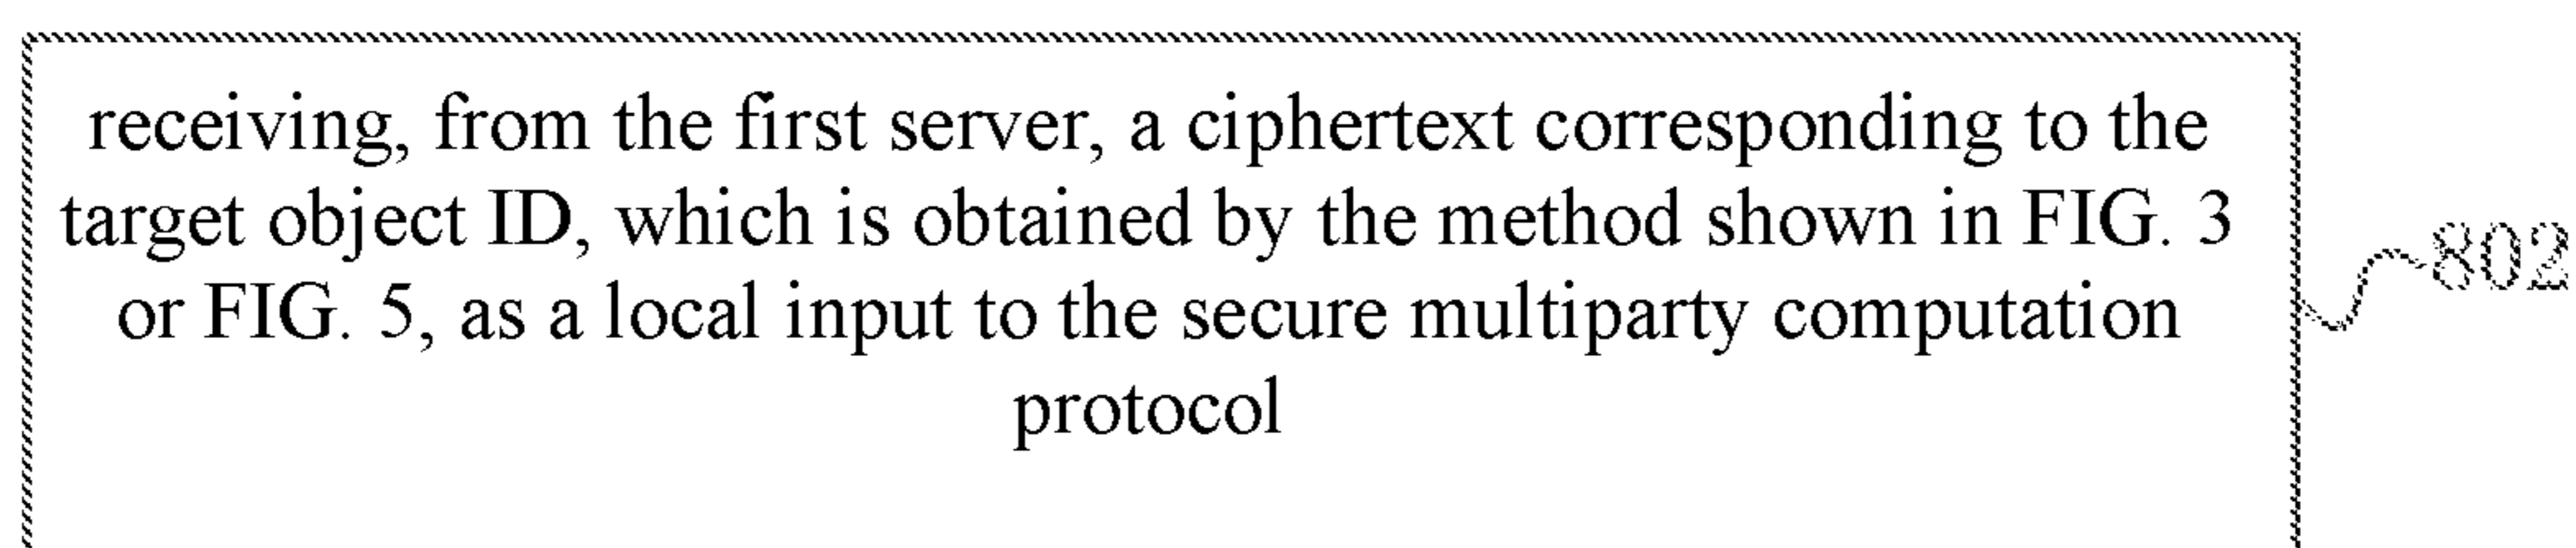 receiving, from the first server, a ciphertext corresponding to the
target object ID, which is obtained by the method shown in FIG. 3
or FIG. 5, as a local input to the secure multiparty computation
protocol
802